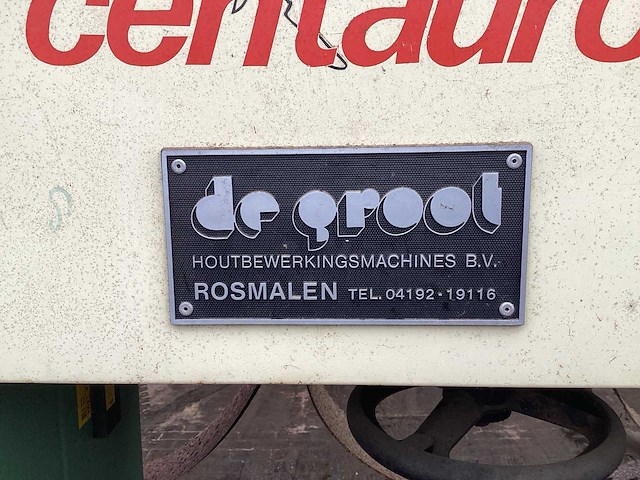 centauro
de groot
HOUTBEWERKINGSMACHINES B.V.
ROSMALEN TEL. 04192-19116